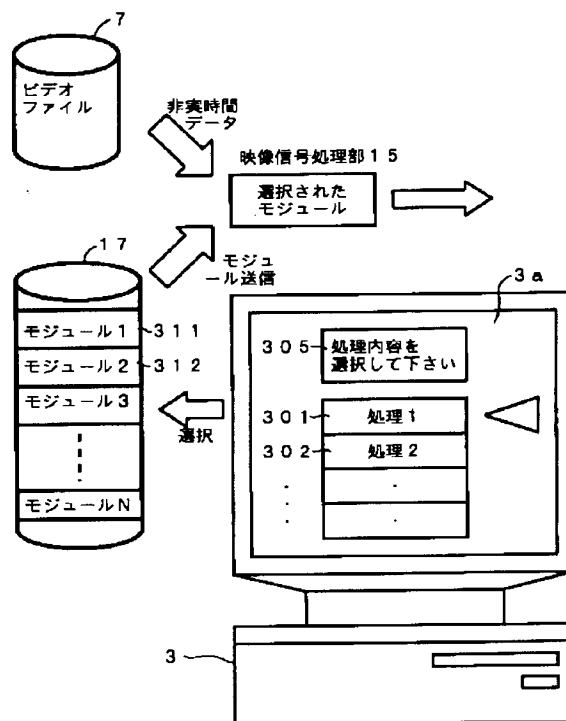 7
ビデオ
ファイル
非実時間
データ
映像信号処理部15
選択された
モジュール
モジュ
ール送信
17
モジュール1
311
モジュール2
312
モジュール3
モジュールN
選択
3a
305
処理内容を
選択して下さい
301
処理1
302
処理2
3